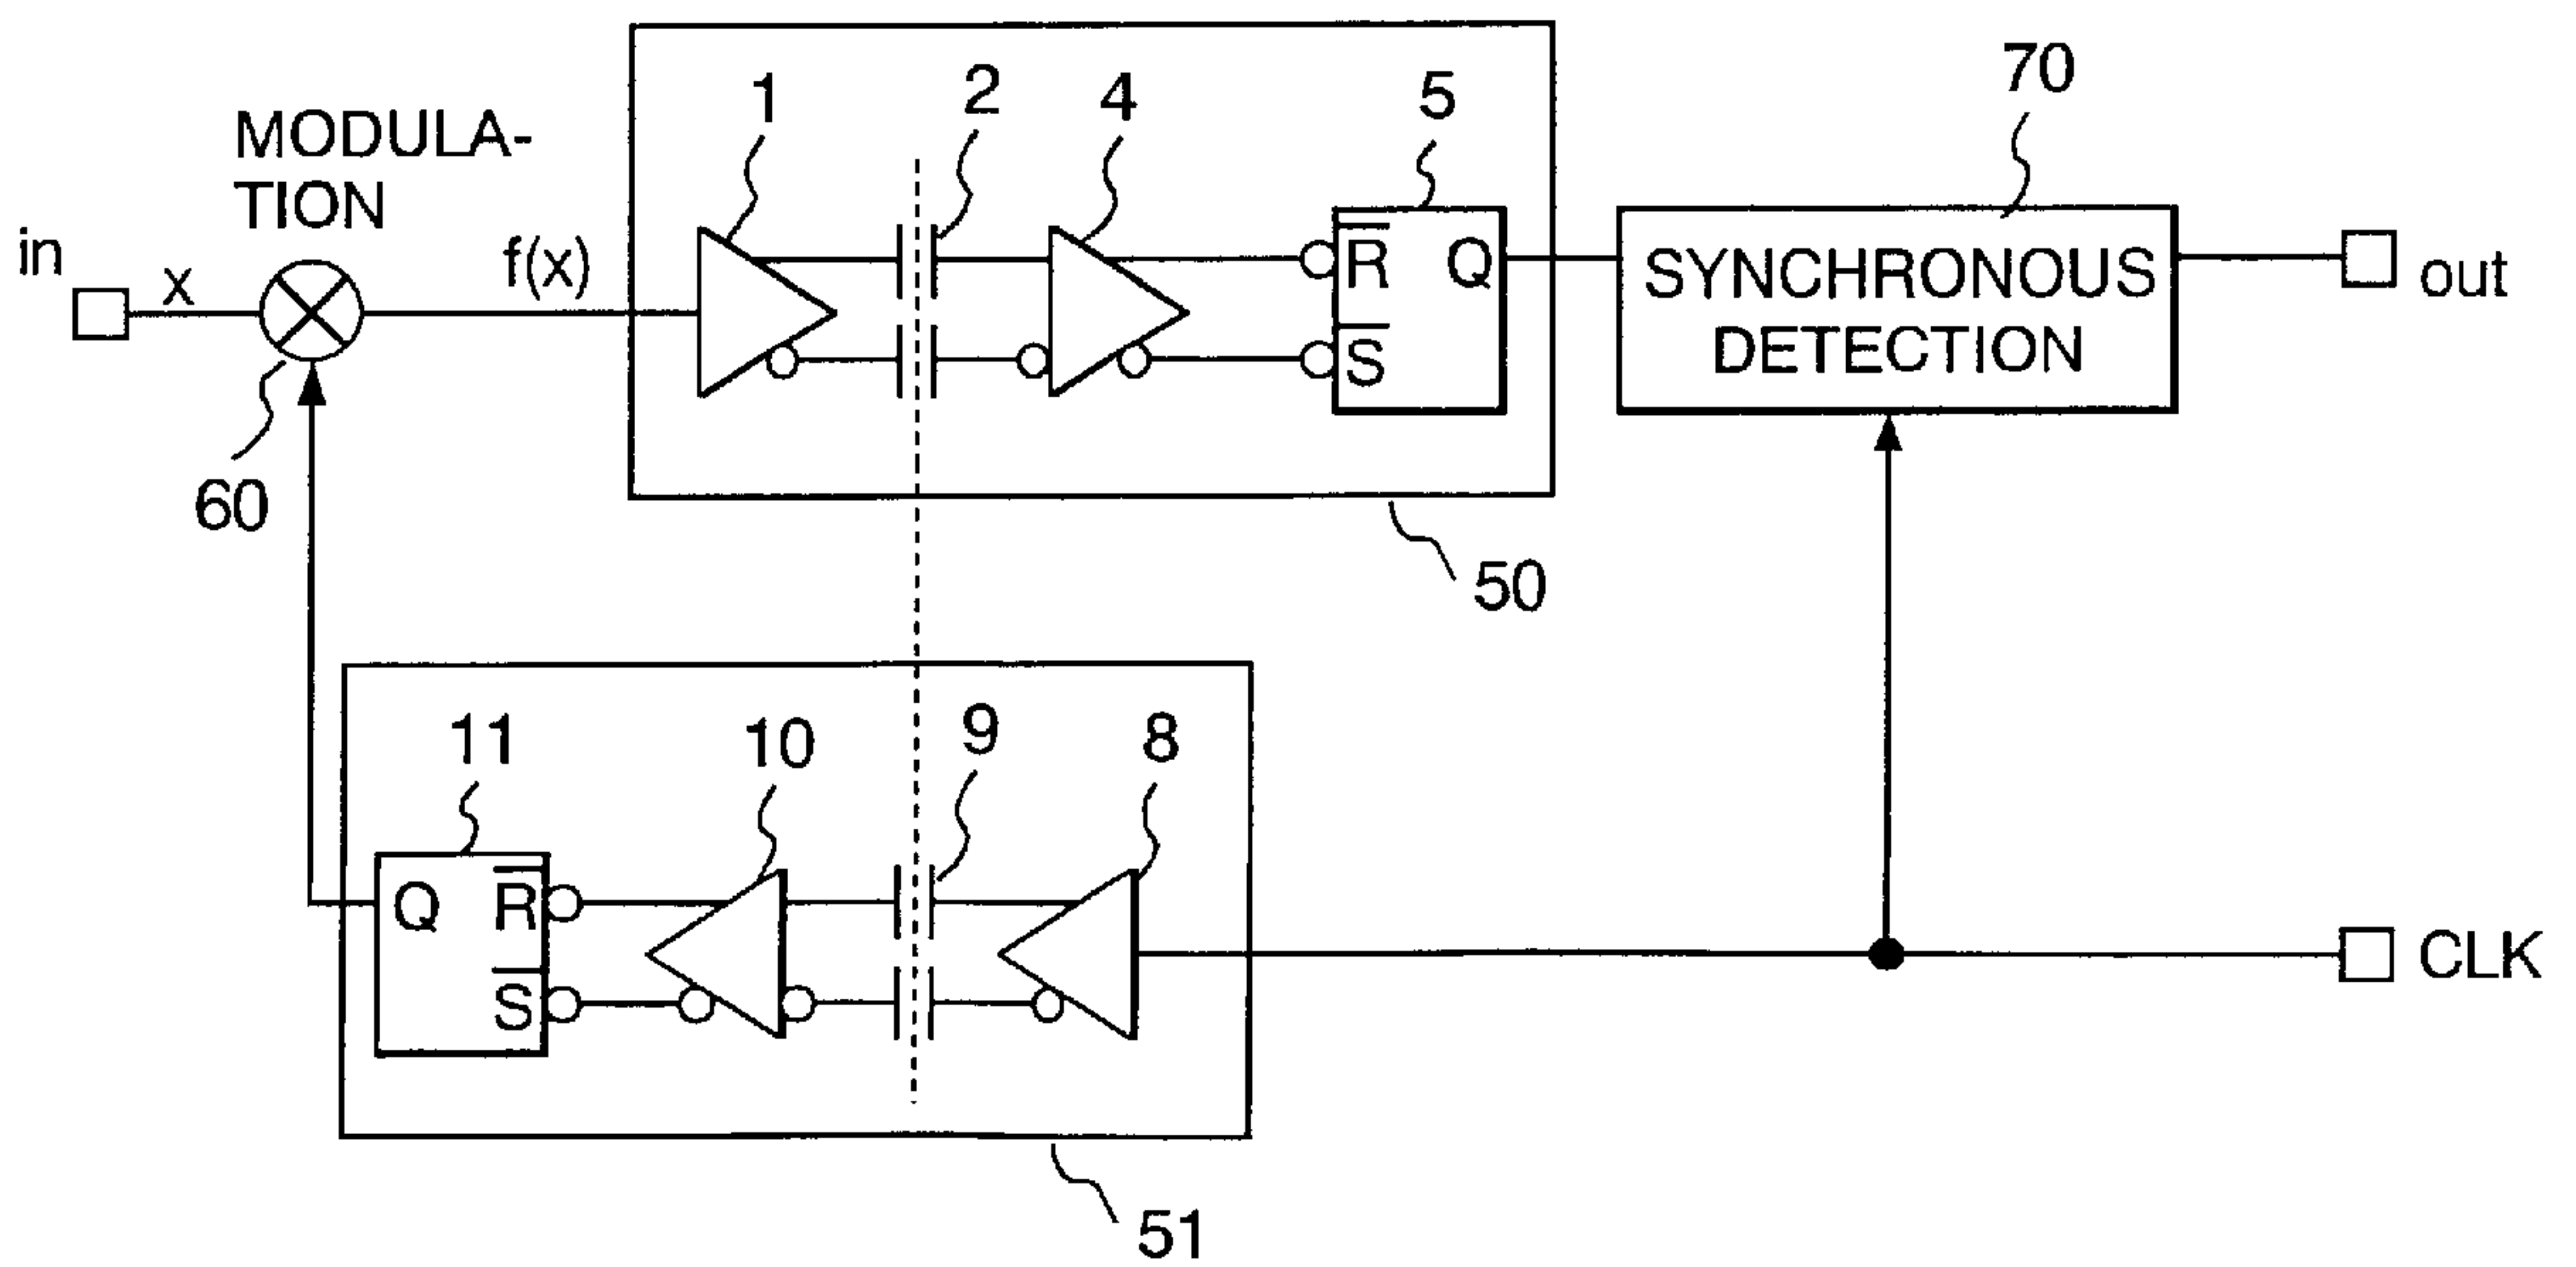 MODULA-
TION
in
x
f(x)
60
1
2
4
5
R̅
S̅
Q
50
70
SYNCHRONOUS
DETECTION
out
11
10
9
8
Q
R̅
S̅
51
CLK